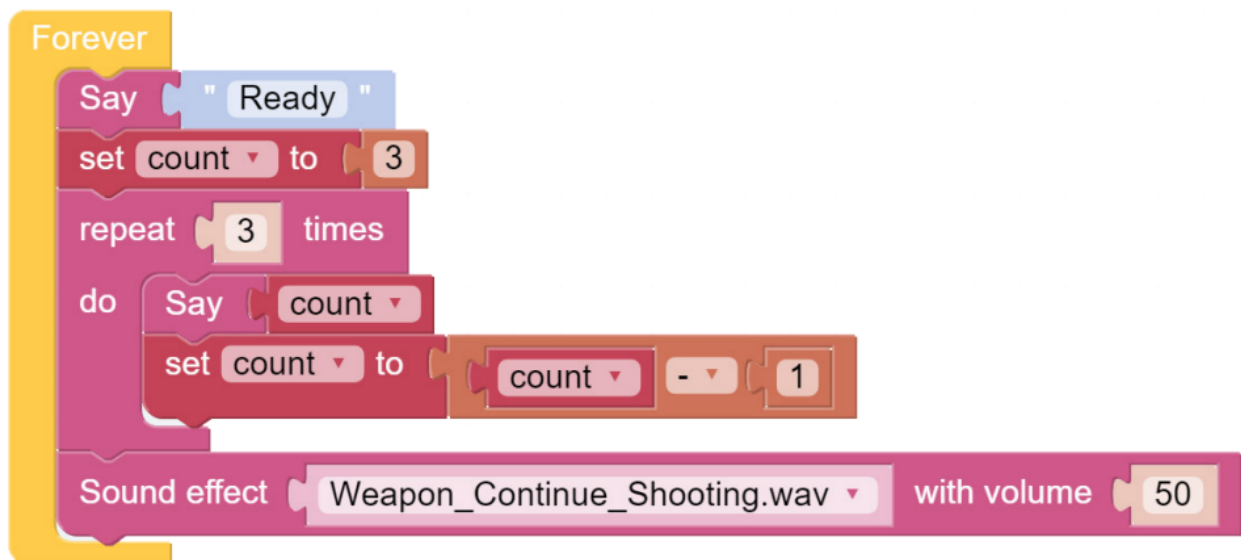 Forever
Say " Ready "
set count to 3
repeat 3 times
do Say count
set count to count - 1
Sound effect Weapon_Continue_Shooting.wav with volume 50